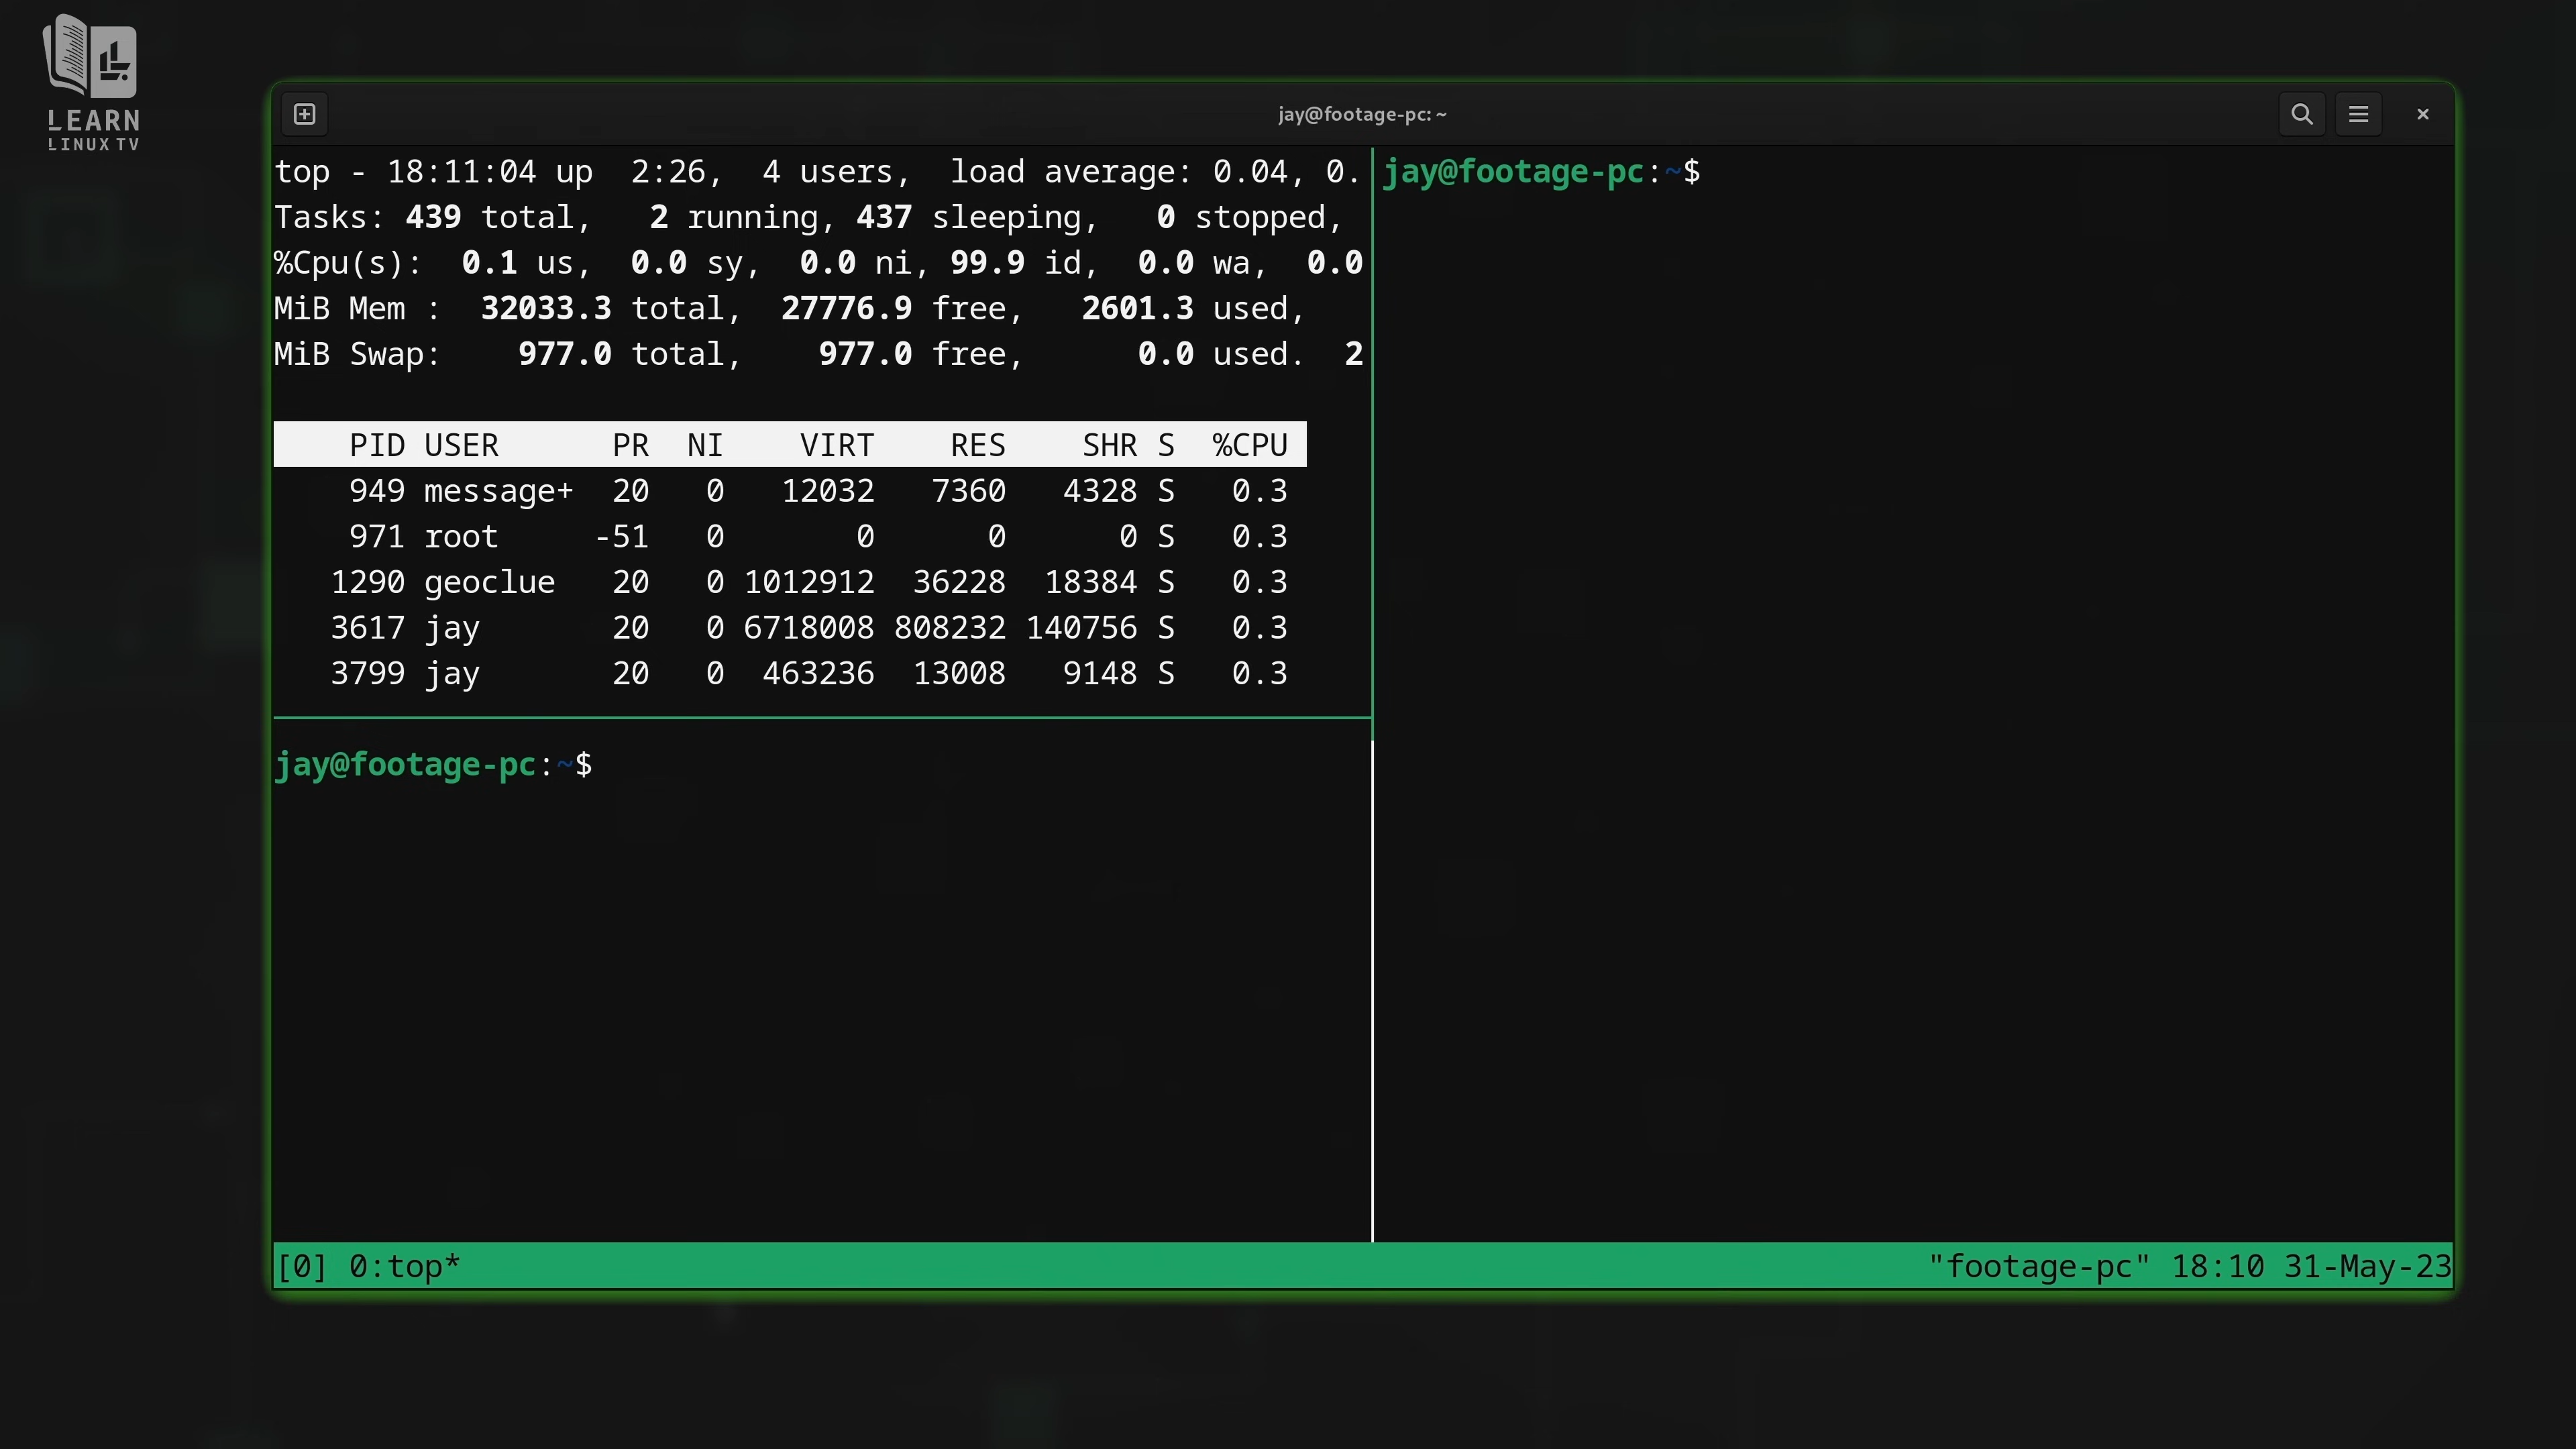 LEARN
LINUX TV
jay@footage-pc: ~
top - 18:11:04 up  2:26,  4 users,  load average: 0.04, 0.
Tasks: 439 total,   2 running, 437 sleeping,   0 stopped,
%Cpu(s):  0.1 us,  0.0 sy,  0.0 ni, 99.9 id,  0.0 wa,  0.0
MiB Mem :  32033.3 total,  27776.9 free,   2601.3 used,
MiB Swap:    977.0 total,    977.0 free,      0.0 used.  2
PID USER      PR  NI    VIRT    RES    SHR S  %CPU
949 message+  20   0   12032   7360   4328 S   0.3
971 root     -51   0       0      0      0 S   0.3
1290 geoclue   20   0 1012912  36228  18384 S   0.3
3617 jay       20   0 6718008 808232 140756 S   0.3
3799 jay       20   0  463236  13008   9148 S   0.3
jay@footage-pc:~$
jay@footage-pc:~$
[0] 0:top*
"footage-pc" 18:10 31-May-23